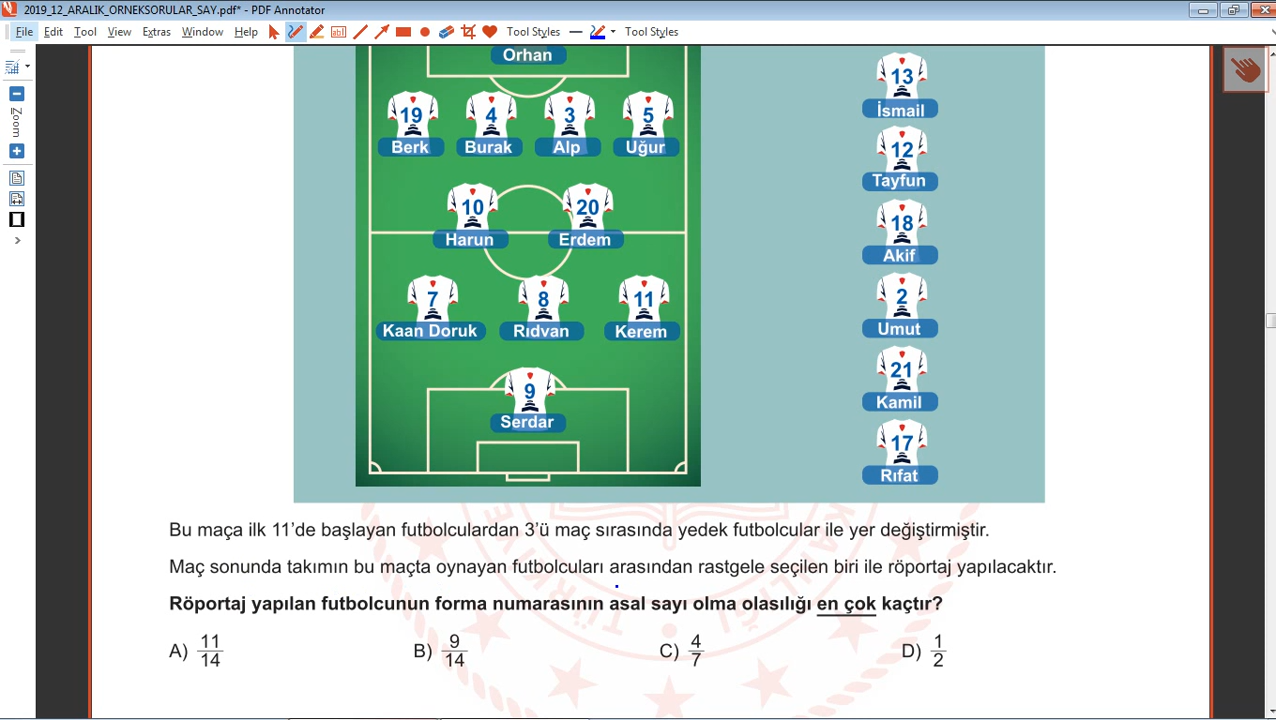 2019_12_ARALIK_ORNEKSORULAR_SAY.pdf* - PDF Annotator
File Edit Tool View Extras Window Help Tool Styles Tool Styles
Zoom
Orhan
19 4 3 5
Berk Burak Alp Uğur
10 20
Harun Erdem
7 8 11
Kaan Doruk Rıdvan Kerem
9
Serdar
13
İsmail
12
Tayfun
18
Akif
2
Umut
21
Kamil
17
Rıfat
Bu maça ilk 11’de başlayan futbolculardan 3’ü maç sırasında yedek futbolcular ile yer değiştirmiştir.
Maç sonunda takımın bu maçta oynayan futbolcuları arasından rastgele seçilen biri ile röportaj yapılacaktır.
Röportaj yapılan futbolcunun forma numarasının asal sayı olma olasılığı en çok kaçtır?
A) 11/14 B) 9/14 C) 4/7 D) 1/2